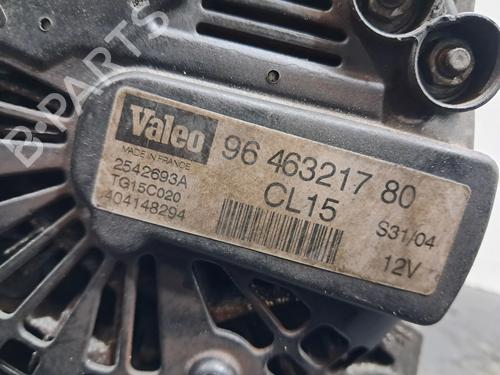 Valeo
MADE IN FRANCE
2542693A
TG15C020
404148294
96 463217 80
CL15
S31/04
12V
B-PARTS